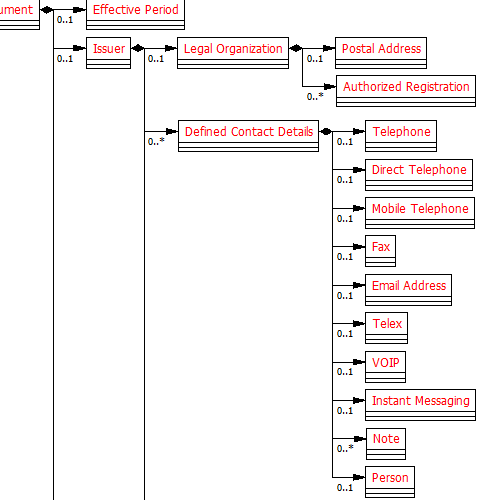 ument Effective Period
0..1
Issuer Legal Organization Postal Address
0..1 0..1 0..1
Authorized Registration
0..*
Defined Contact Details Telephone
0..* 0..1
Direct Telephone
0..1
Mobile Telephone
0..1
Fax
0..1
Email Address
0..1
Telex
0..1
VOIP
0..1
Instant Messaging
0..1
Note
0..*
Person
0..1